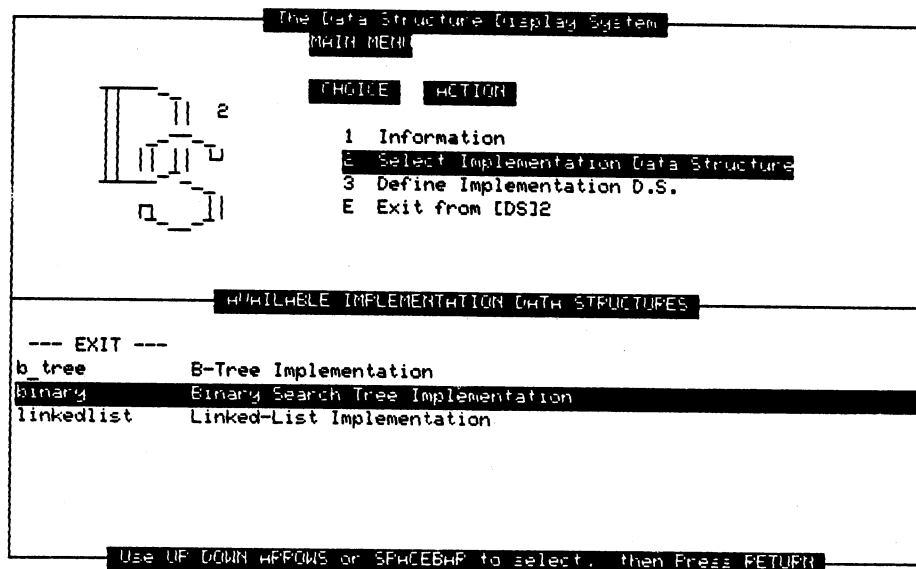 The Data Structure Display System
MAIN MENU
CHOICE ACTION
2
1 Information
2 Select Implementation Data Structure
3 Define Implementation D.S.
E Exit from [DS]2
AVAILABLE IMPLEMENTATION DATA STRUCTURES
--- EXIT ---
b_tree B-Tree Implementation
binary Binary Search Tree Implementation
linkedlist Linked-List Implementation
Use UP DOWN ARROWS or SPACEBAR to select, then Press RETURN